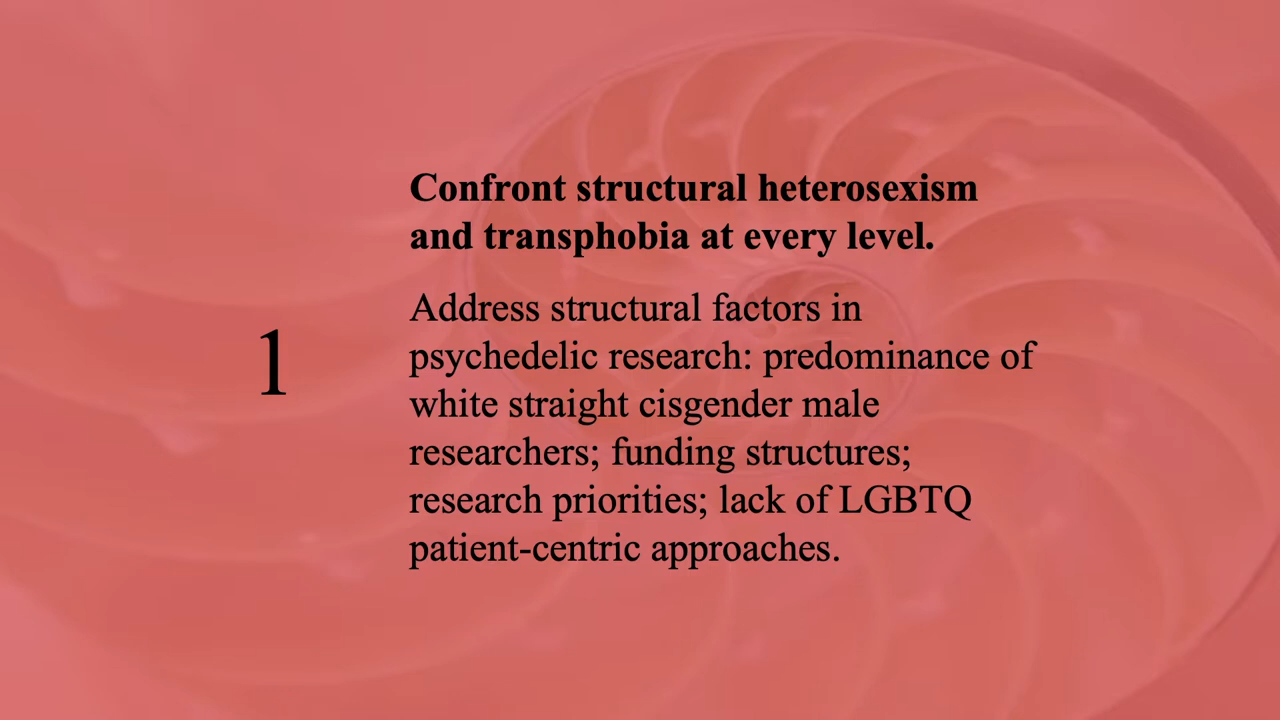 1
Confront structural heterosexism
and transphobia at every level.
Address structural factors in
psychedelic research: predominance of
white straight cisgender male
researchers; funding structures;
research priorities; lack of LGBTQ
patient-centric approaches.